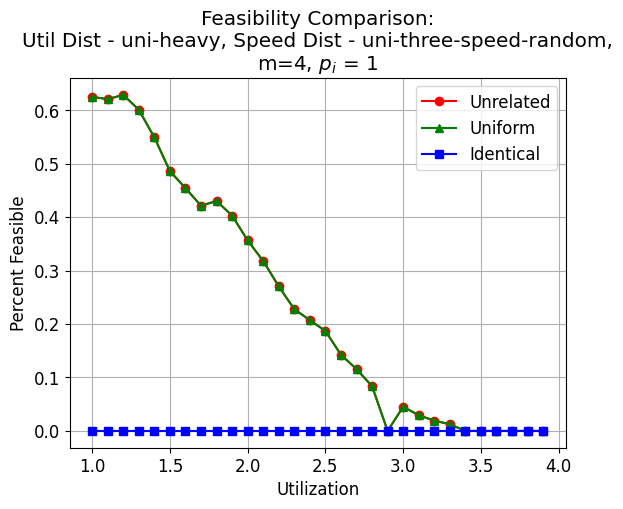 Feasibility Comparison:
Util Dist - uni-heavy, Speed Dist - uni-three-speed-random,
m=4, $p_i$ = 1
Unrelated
Uniform
Identical
Percent Feasible
0.6
0.5
0.4
0.3
0.2
0.1
0.0
1.0 1.5 2.0 2.5 3.0 3.5 4.0
Utilization